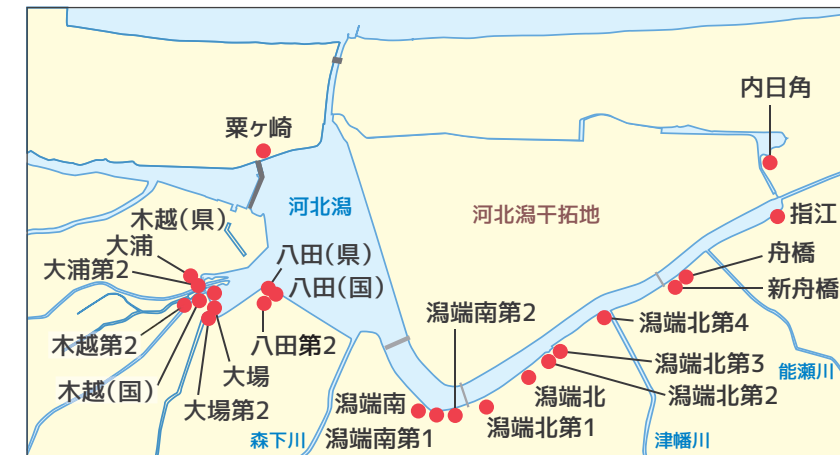 内日角
粟ヶ崎
木越(県)
河北潟
河北潟干拓地
指江
大浦
八田(県)
舟橋
大浦第2
八田(国)
新舟橋
潟端南第2
潟端北第4
木越第2
八田第2
潟端北第3
能瀬川
木越(国)
大場
潟端北
潟端北第2
大場第2
潟端南
潟端北第1
森下川
潟端南第1
津幡川